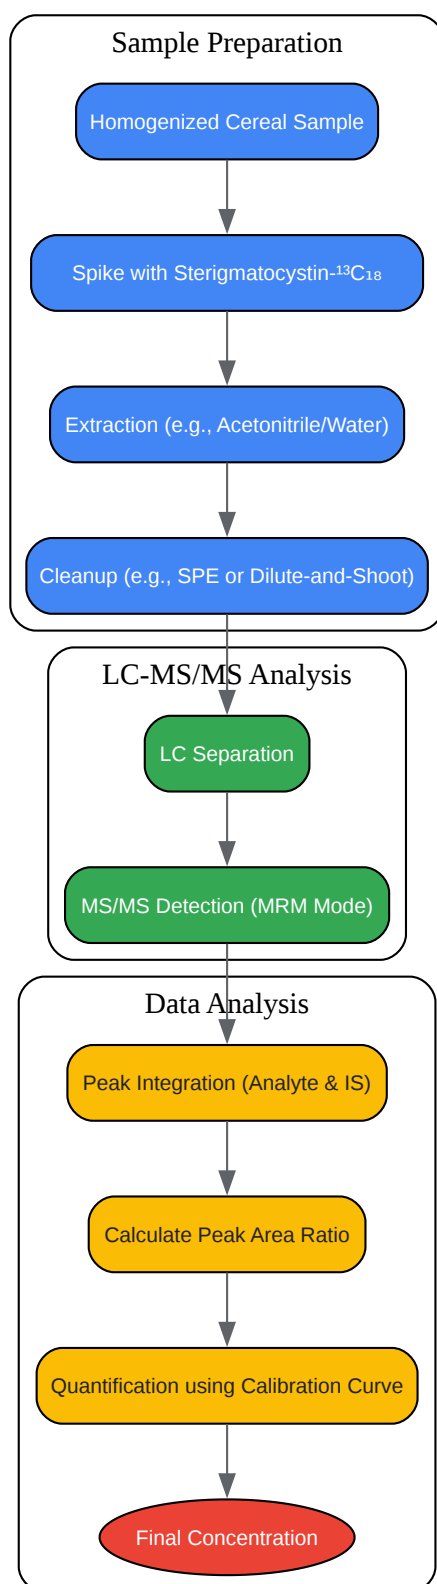 Sample Preparation
Homogenized Cereal Sample
Spike with Sterigmatocystin-¹³C₁₈
Extraction (e.g., Acetonitrile/Water)
Cleanup (e.g., SPE or Dilute-and-Shoot)
LC-MS/MS Analysis
LC Separation
MS/MS Detection (MRM Mode)
Data Analysis
Peak Integration (Analyte & IS)
Calculate Peak Area Ratio
Quantification using Calibration Curve
Final Concentration